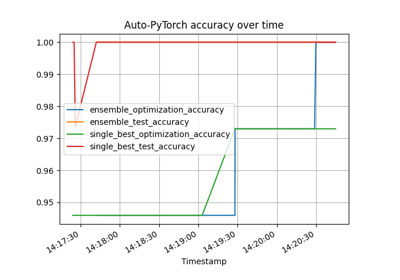 Auto-PyTorch accuracy over time
1.00
0.99
0.98
0.97
0.96
0.95
ensemble_optimization_accuracy
ensemble_test_accuracy
single_best_optimization_accuracy
single_best_test_accuracy
14:17:30
14:18:00
14:18:30
14:19:00
14:19:30
14:20:00
14:20:30
Timestamp